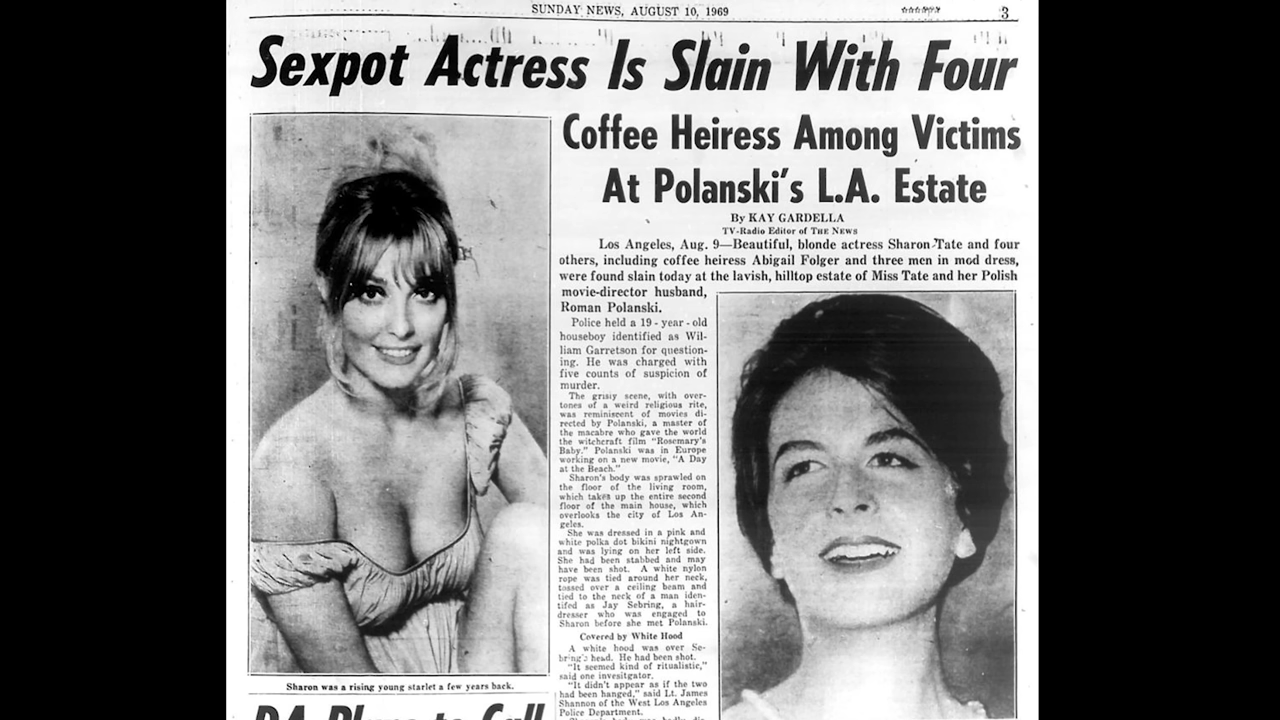 SUNDAY NEWS, AUGUST 10, 1969
3
Sexpot Actress Is Slain With Four
Coffee Heiress Among Victims
At Polanski's L.A. Estate
By KAY GARDELLA
TV-Radio Editor of THE NEWS
Los Angeles, Aug. 9—Beautiful, blonde actress Sharon Tate and four
others, including coffee heiress Abigail Folger and three men in mod dress,
were found slain today at the lavish, hilltop estate of Miss Tate and her Polish
movie-director husband,
Roman Polanski.
Police held a 19-year-old
houseboy identified as Wil-
liam Garretson for question-
ing. He was charged with
five counts of suspicion of
murder.
The grisly scene, with over-
tones of a weird religious rite,
was reminiscent of movies di-
rected by Polanski, a master of
the macabre who gave the world
the witchcraft film "Rosemary's
Baby." Polanski was in Europe
working on a new movie, "A Day
at the Beach."
Sharon's body was sprawled on
the floor of the living room,
which takes up the entire second
floor of the main house, which
overlooks the city of Los An-
geles.
She was dressed in a pink and
white polka dot bikini nightgown
and was lying on her left side.
She had been stabbed and may
have been shot. A white nylon
rope was tied around her neck,
tossed over a ceiling beam and
tied to the neck of a man iden-
tifed as Jay Sebring, a hair-
dresser who was engaged to
Sharon before she met Polanski.
Covered by White Hood
A white hood was over Se-
bring's head. He had been shot.
"It seemed kind of ritualistic,"
said one invesitgator.
"It didn't appear as if the two
had been hanged," said Lt. James
Shannon of the West Los Angeles
Police Department.
Sharon was a rising young starlet a few years back.
DA Plans to Call